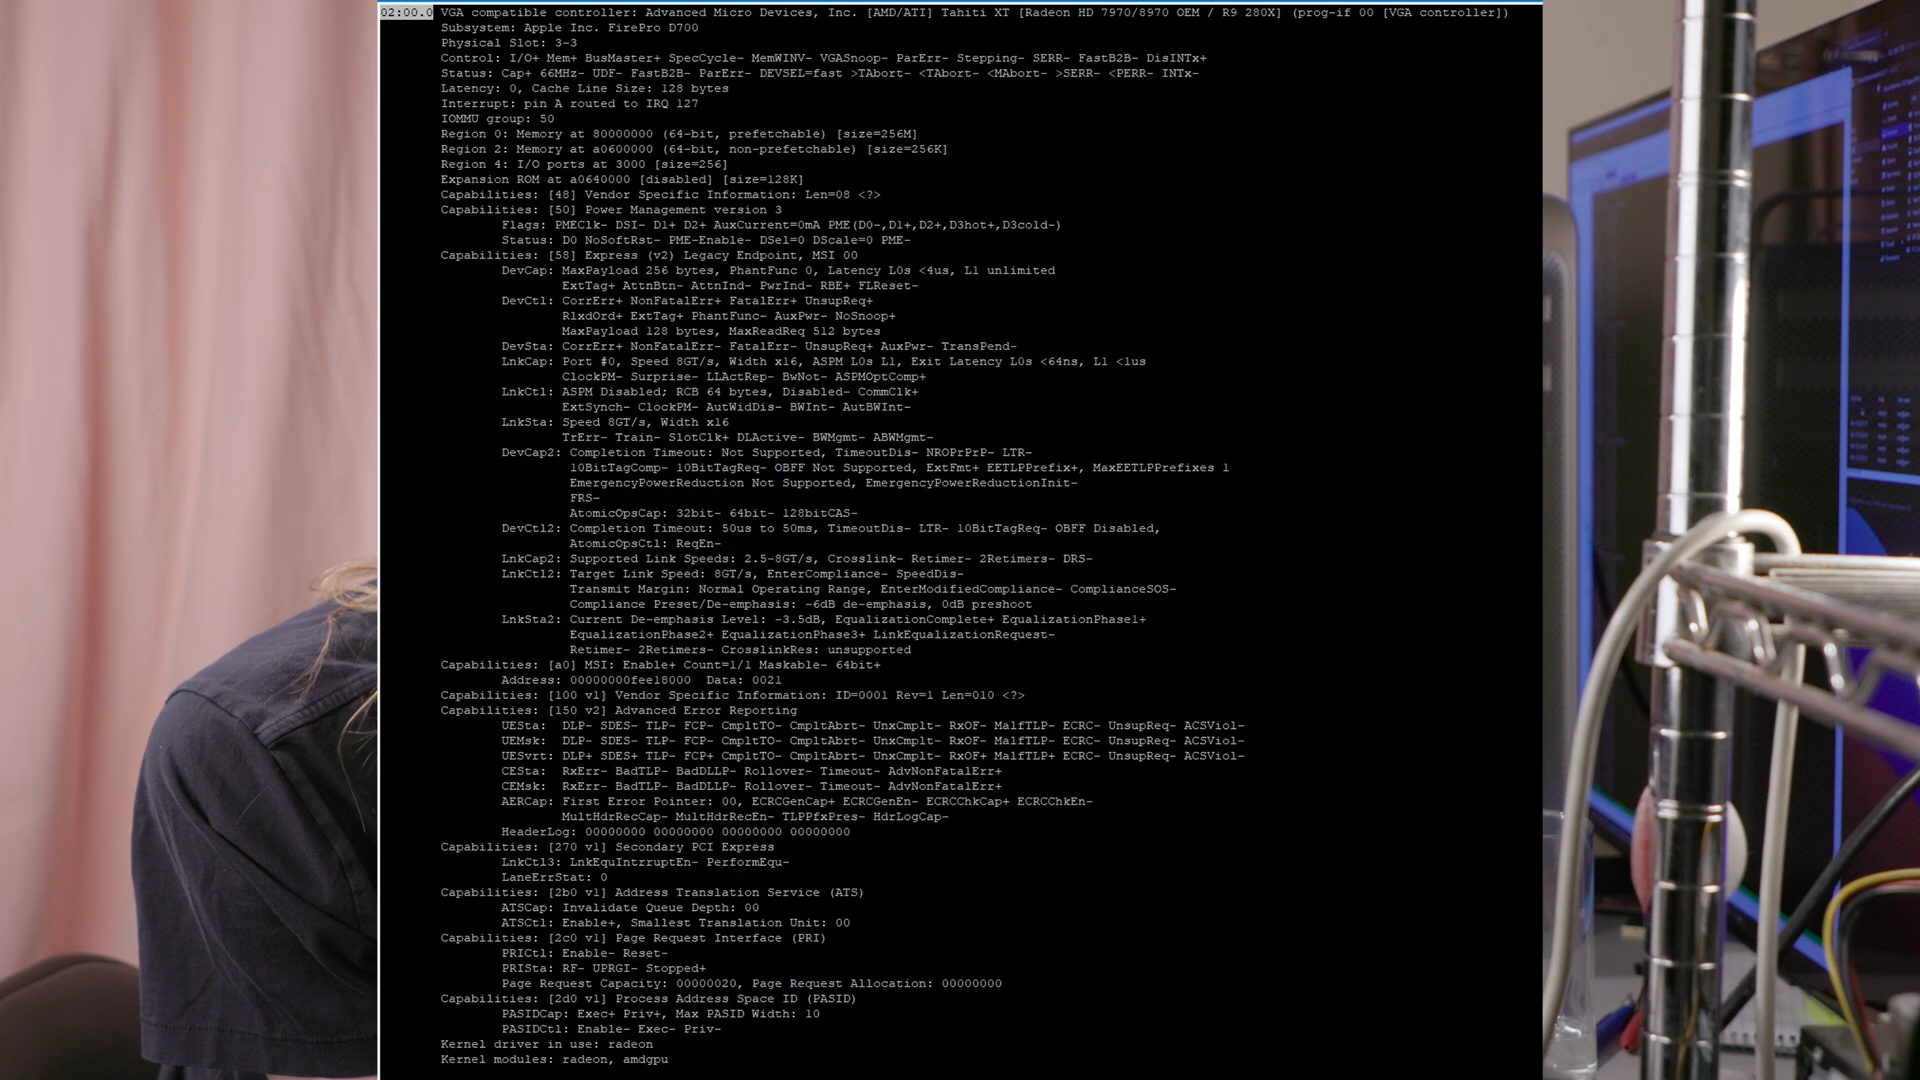 02:00.0 VGA compatible controller: Advanced Micro Devices, Inc. [AMD/ATI] Tahiti XT [Radeon HD 7970/8970 OEM / R9 280X] (prog-if 00 [VGA controller])
Subsystem: Apple Inc. FirePro D700
Physical Slot: 3-3
Control: I/O+ Mem+ BusMaster+ SpecCycle- MemWINV- VGASnoop- ParErr- Stepping- SERR- FastB2B- DisINTx+
Status: Cap+ 66MHz- UDF- FastB2B- ParErr- DEVSEL=fast >TAbort- <TAbort- <MAbort- >SERR- <PERR- INTx-
Latency: 0, Cache Line Size: 128 bytes
Interrupt: pin A routed to IRQ 127
IOMMU group: 50
Region 0: Memory at 80000000 (64-bit, prefetchable) [size=256M]
Region 2: Memory at a0600000 (64-bit, non-prefetchable) [size=256K]
Region 4: I/O ports at 3000 [size=256]
Expansion ROM at a0640000 [disabled] [size=128K]
Capabilities: [48] Vendor Specific Information: Len=08 <?>
Capabilities: [50] Power Management version 3
Flags: PMEClk- DSI- D1+ D2+ AuxCurrent=0mA PME(D0-,D1+,D2+,D3hot+,D3cold-)
Status: D0 NoSoftRst- PME-Enable- DSel=0 DScale=0 PME-
Capabilities: [58] Express (v2) Legacy Endpoint, MSI 00
DevCap: MaxPayload 256 bytes, PhantFunc 0, Latency L0s <4us, L1 unlimited
ExtTag+ AttnBtn- AttnInd- PwrInd- RBE+ FLReset-
DevCtl: CorrErr+ NonFatalErr+ FatalErr+ UnsupReq+
RlxdOrd+ ExtTag+ PhantFunc- AuxPwr- NoSnoop+
MaxPayload 128 bytes, MaxReadReq 512 bytes
DevSta: CorrErr+ NonFatalErr- FatalErr- UnsupReq+ AuxPwr- TransPend-
LnkCap: Port #0, Speed 8GT/s, Width x16, ASPM L0s L1, Exit Latency L0s <64ns, L1 <1us
ClockPM- Surprise- LLActRep- BwNot- ASPMOptComp+
LnkCtl: ASPM Disabled; RCB 64 bytes, Disabled- CommClk+
ExtSynch- ClockPM- AutWidDis- BWInt- AutBWInt-
LnkSta: Speed 8GT/s, Width x16
TrErr- Train- SlotClk+ DLActive- BWMgmt- ABWMgmt-
DevCap2: Completion Timeout: Not Supported, TimeoutDis- NROPrPrP- LTR-
10BitTagComp- 10BitTagReq- OBFF Not Supported, ExtFmt+ EETLPPrefix+, MaxEETLPPrefixes 1
EmergencyPowerReduction Not Supported, EmergencyPowerReductionInit-
FRS-
AtomicOpsCap: 32bit- 64bit- 128bitCAS-
DevCtl2: Completion Timeout: 50us to 50ms, TimeoutDis- LTR- 10BitTagReq- OBFF Disabled,
AtomicOpsCtl: ReqEn-
LnkCap2: Supported Link Speeds: 2.5-8GT/s, Crosslink- Retimer- 2Retimers- DRS-
LnkCtl2: Target Link Speed: 8GT/s, EnterCompliance- SpeedDis-
Transmit Margin: Normal Operating Range, EnterModifiedCompliance- ComplianceSOS-
Compliance Preset/De-emphasis: -6dB de-emphasis, 0dB preshoot
LnkSta2: Current De-emphasis Level: -3.5dB, EqualizationComplete+ EqualizationPhase1+
EqualizationPhase2+ EqualizationPhase3+ LinkEqualizationRequest-
Retimer- 2Retimers- CrosslinkRes: unsupported
Capabilities: [a0] MSI: Enable+ Count=1/1 Maskable- 64bit+
Address: 00000000fee18000  Data: 0021
Capabilities: [100 v1] Vendor Specific Information: ID=0001 Rev=1 Len=010 <?>
Capabilities: [150 v2] Advanced Error Reporting
UESta:  DLP- SDES- TLP- FCP- CmpltTO- CmpltAbrt- UnxCmplt- RxOF- MalfTLP- ECRC- UnsupReq- ACSViol-
UEMsk:  DLP- SDES- TLP- FCP- CmpltTO- CmpltAbrt- UnxCmplt- RxOF- MalfTLP- ECRC- UnsupReq- ACSViol-
UESvrt: DLP+ SDES+ TLP- FCP+ CmpltTO- CmpltAbrt- UnxCmplt- RxOF+ MalfTLP+ ECRC- UnsupReq- ACSViol-
CESta:  RxErr- BadTLP- BadDLLP- Rollover- Timeout- AdvNonFatalErr+
CEMsk:  RxErr- BadTLP- BadDLLP- Rollover- Timeout- AdvNonFatalErr+
AERCap: First Error Pointer: 00, ECRCGenCap+ ECRCGenEn- ECRCChkCap+ ECRCChkEn-
MultHdrRecCap- MultHdrRecEn- TLPPfxPres- HdrLogCap-
HeaderLog: 00000000 00000000 00000000 00000000
Capabilities: [270 v1] Secondary PCI Express
LnkCtl3: LnkEquIntrruptEn- PerformEqu-
LaneErrStat: 0
Capabilities: [2b0 v1] Address Translation Service (ATS)
ATSCap: Invalidate Queue Depth: 00
ATSCtl: Enable+, Smallest Translation Unit: 00
Capabilities: [2c0 v1] Page Request Interface (PRI)
PRICtl: Enable- Reset-
PRISta: RF- UPRGI- Stopped+
Page Request Capacity: 00000020, Page Request Allocation: 00000000
Capabilities: [2d0 v1] Process Address Space ID (PASID)
PASIDCap: Exec+ Priv+, Max PASID Width: 10
PASIDCtl: Enable- Exec- Priv-
Kernel driver in use: radeon
Kernel modules: radeon, amdgpu